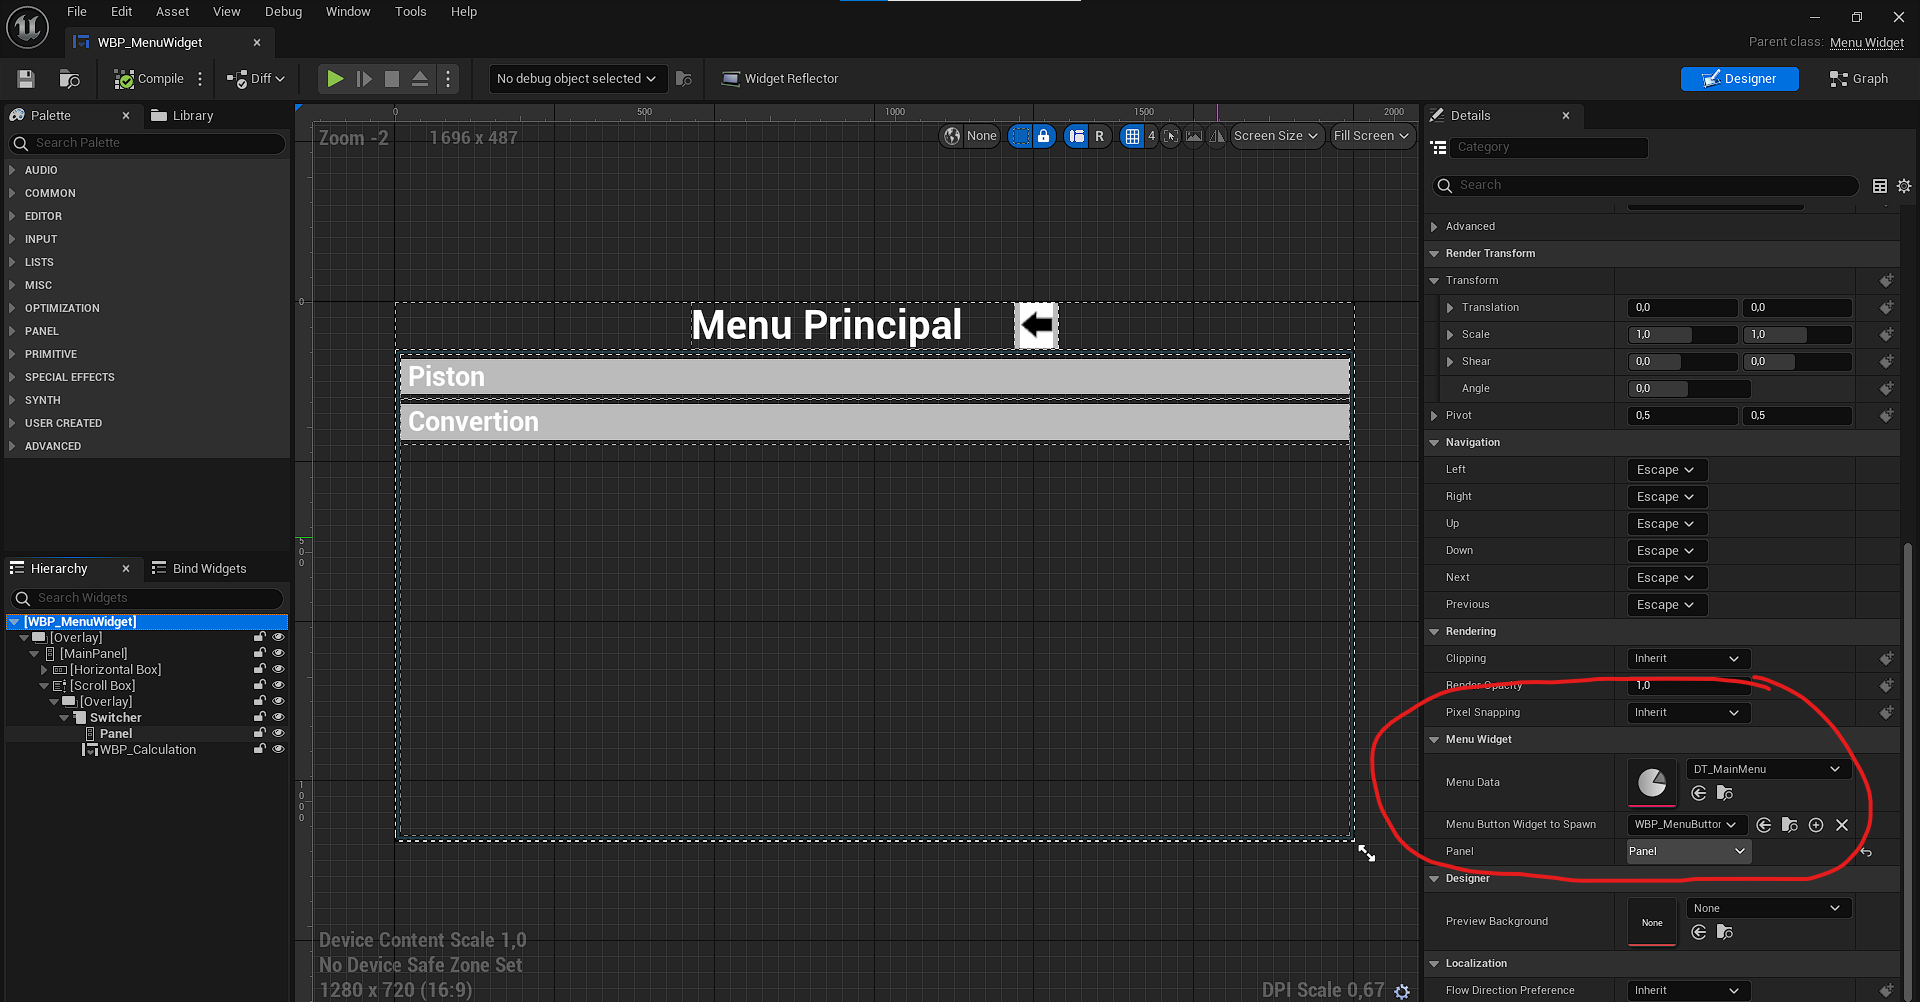 File Edit Asset View Debug Window Tools Help
WBP_MenuWidget
Parent class: Menu Widget
Compile Diff No debug object selected Widget Reflector Designer Graph
Palette Library
Search Palette
AUDIO
COMMON
EDITOR
INPUT
LISTS
MISC
OPTIMIZATION
PANEL
PRIMITIVE
SPECIAL EFFECTS
SYNTH
USER CREATED
ADVANCED
Hierarchy Bind Widgets
Search Widgets
[WBP_MenuWidget]
[Overlay]
[MainPanel]
[Horizontal Box]
[Scroll Box]
[Overlay]
Switcher
Panel
WBP_Calculation
0 500 1000 1500 2000
Zoom -2 1696 x 487 None R 4 Screen Size Fill Screen
0
500
1000
Menu Principal
Piston
Convertion
Device Content Scale 1,0
No Device Safe Zone Set
1280 x 720 (16:9)
DPI Scale 0,67
Details
Category
Search
Advanced
Render Transform
Transform
Translation 0,0 0,0
Scale 1,0 1,0
Shear 0,0 0,0
Angle 0,0
Pivot 0,5 0,5
Navigation
Left Escape
Right Escape
Up Escape
Down Escape
Next Escape
Previous Escape
Rendering
Clipping Inherit
Render Opacity 1,0
Pixel Snapping Inherit
Menu Widget
Menu Data DT_MainMenu
Menu Button Widget to Spawn WBP_MenuButtor
Panel Panel
Designer
Preview Background None None
Localization
Flow Direction Preference Inherit